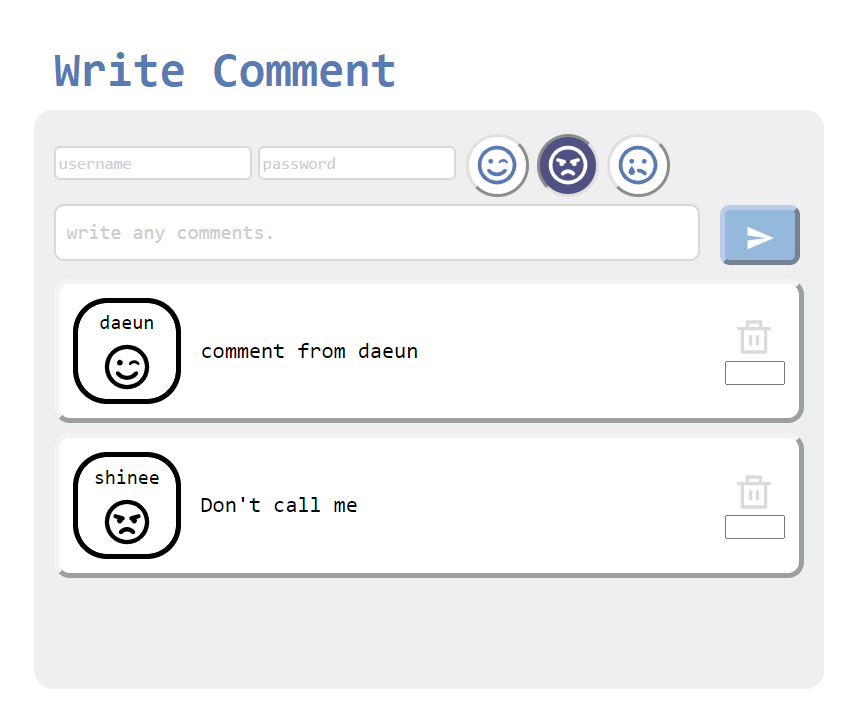 Write Comment
username password
write any comments.
daeun
comment from daeun
shinee
Don't call me